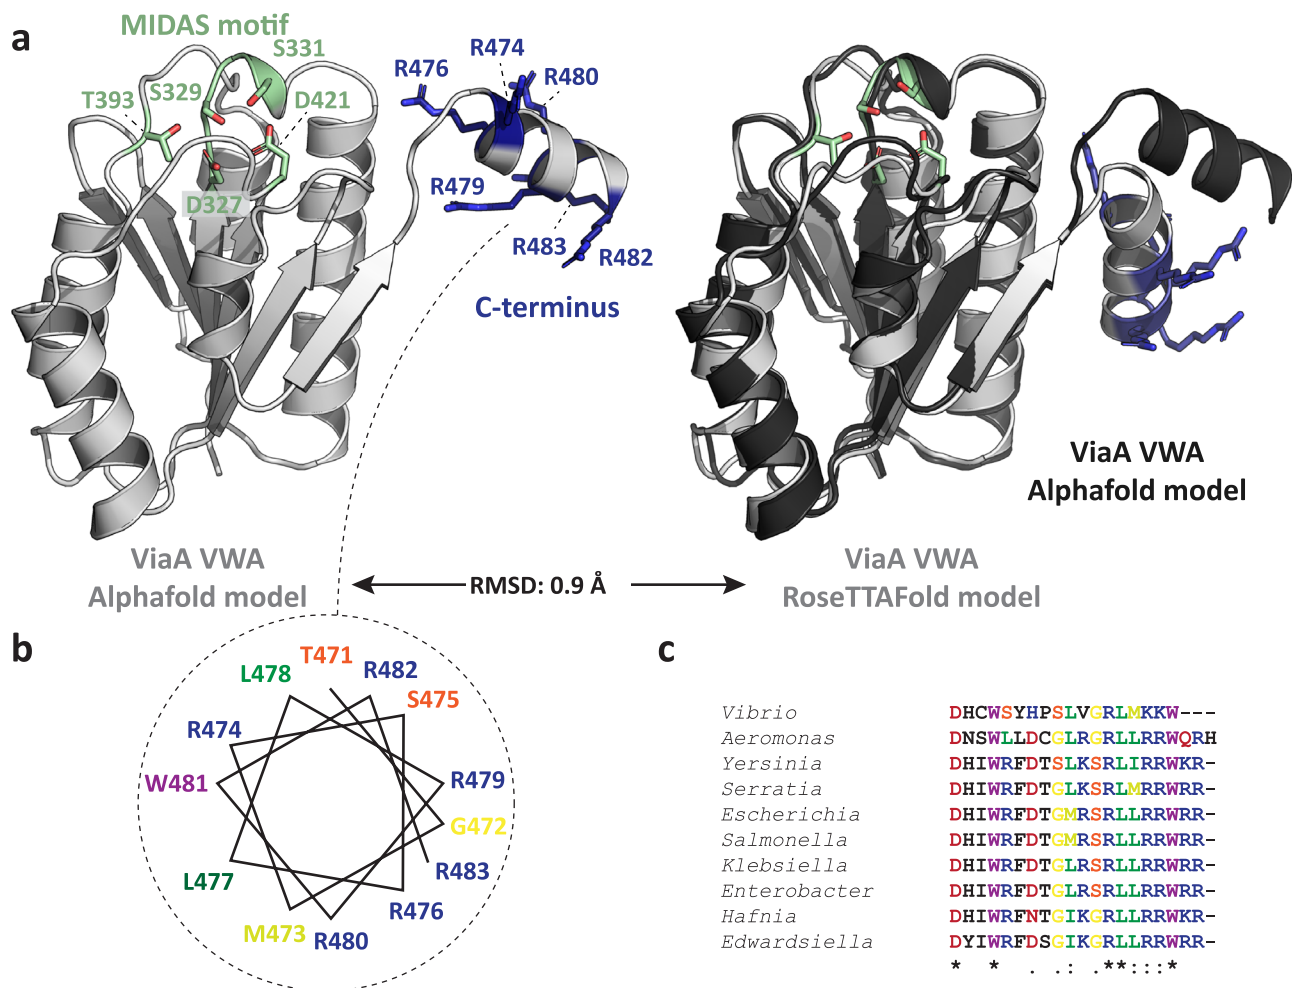 a
MIDAS motif
S331
R474
R476
R480
T393
S329
D421
R479
D327
R483
R482
C-terminus
ViaA VWA
Alphafold model
ViaA VWA
Alphafold model
RMSD: 0.9 Å
ViaA VWA
RoseTTAFold model
b
c
T471
L478
R482
S475
R474
W481
R479
G472
L477
R483
R476
M473
R480
Vibrio DHCWSYHPSLVGRLMKKW---
Aeromonas DNSWLLDCGLRGRLLRRWQRH
Yersinia DHIWRFDTSLKSRLIRRWKR-
Serratia DHIWRFDTGLKSRLMRRWKR-
Escherichia DHIWRFDTGMRSRLLRRWRR-
Salmonella DHIWRFDTGMRSRLLRRWRR-
Klebsiella DHIWRFDTGLRSRLLRRWRR-
Enterobacter DHIWRFDTGLRSRLLRRWRR-
Hafnia DHIWRFNTGIKGRLLRRWKR-
Edwardsiella DYIWRFDSGIKGRLLRRWRR-
* * . .: .**:::*